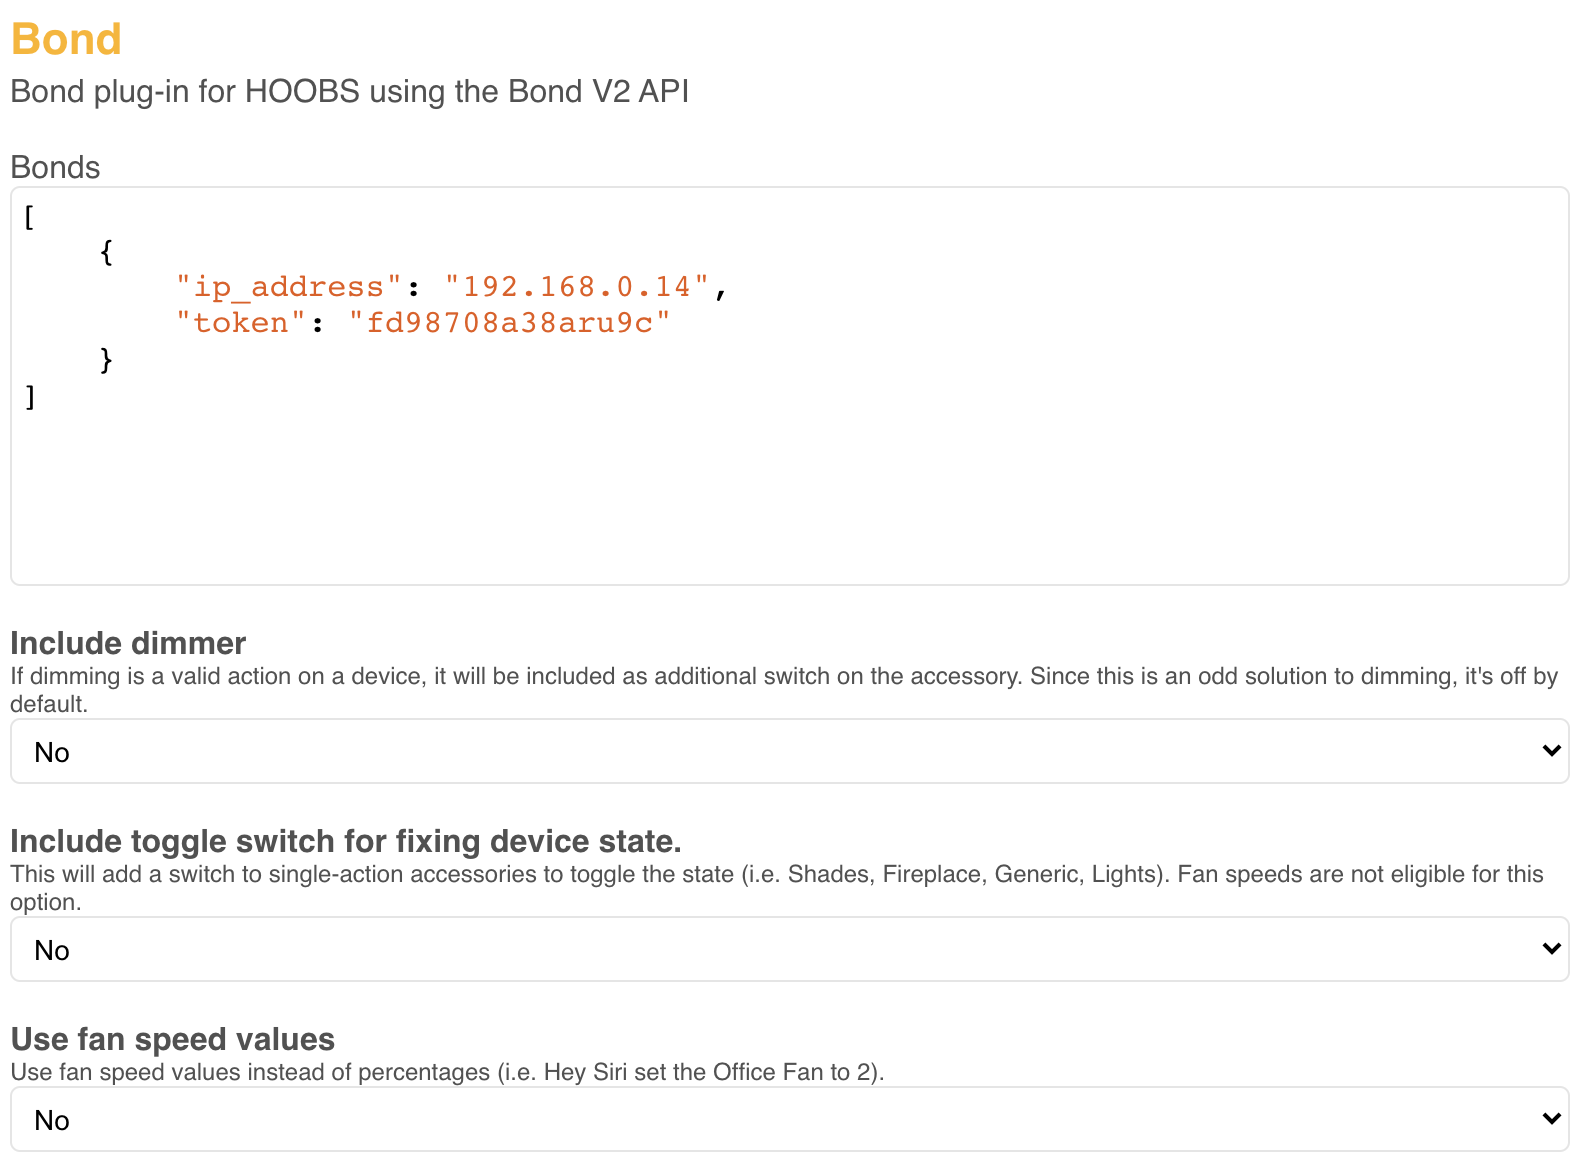 Bond
Bond plug-in for HOOBS using the Bond V2 API
Bonds
[
{
"ip_address": "192.168.0.14",
"token": "fd98708a38aru9c"
}
]
Include dimmer
If dimming is a valid action on a device, it will be included as additional switch on the accessory. Since this is an odd solution to dimming, it's off by
default.
No
Include toggle switch for fixing device state.
This will add a switch to single-action accessories to toggle the state (i.e. Shades, Fireplace, Generic, Lights). Fan speeds are not eligible for this
option.
No
Use fan speed values
Use fan speed values instead of percentages (i.e. Hey Siri set the Office Fan to 2).
No